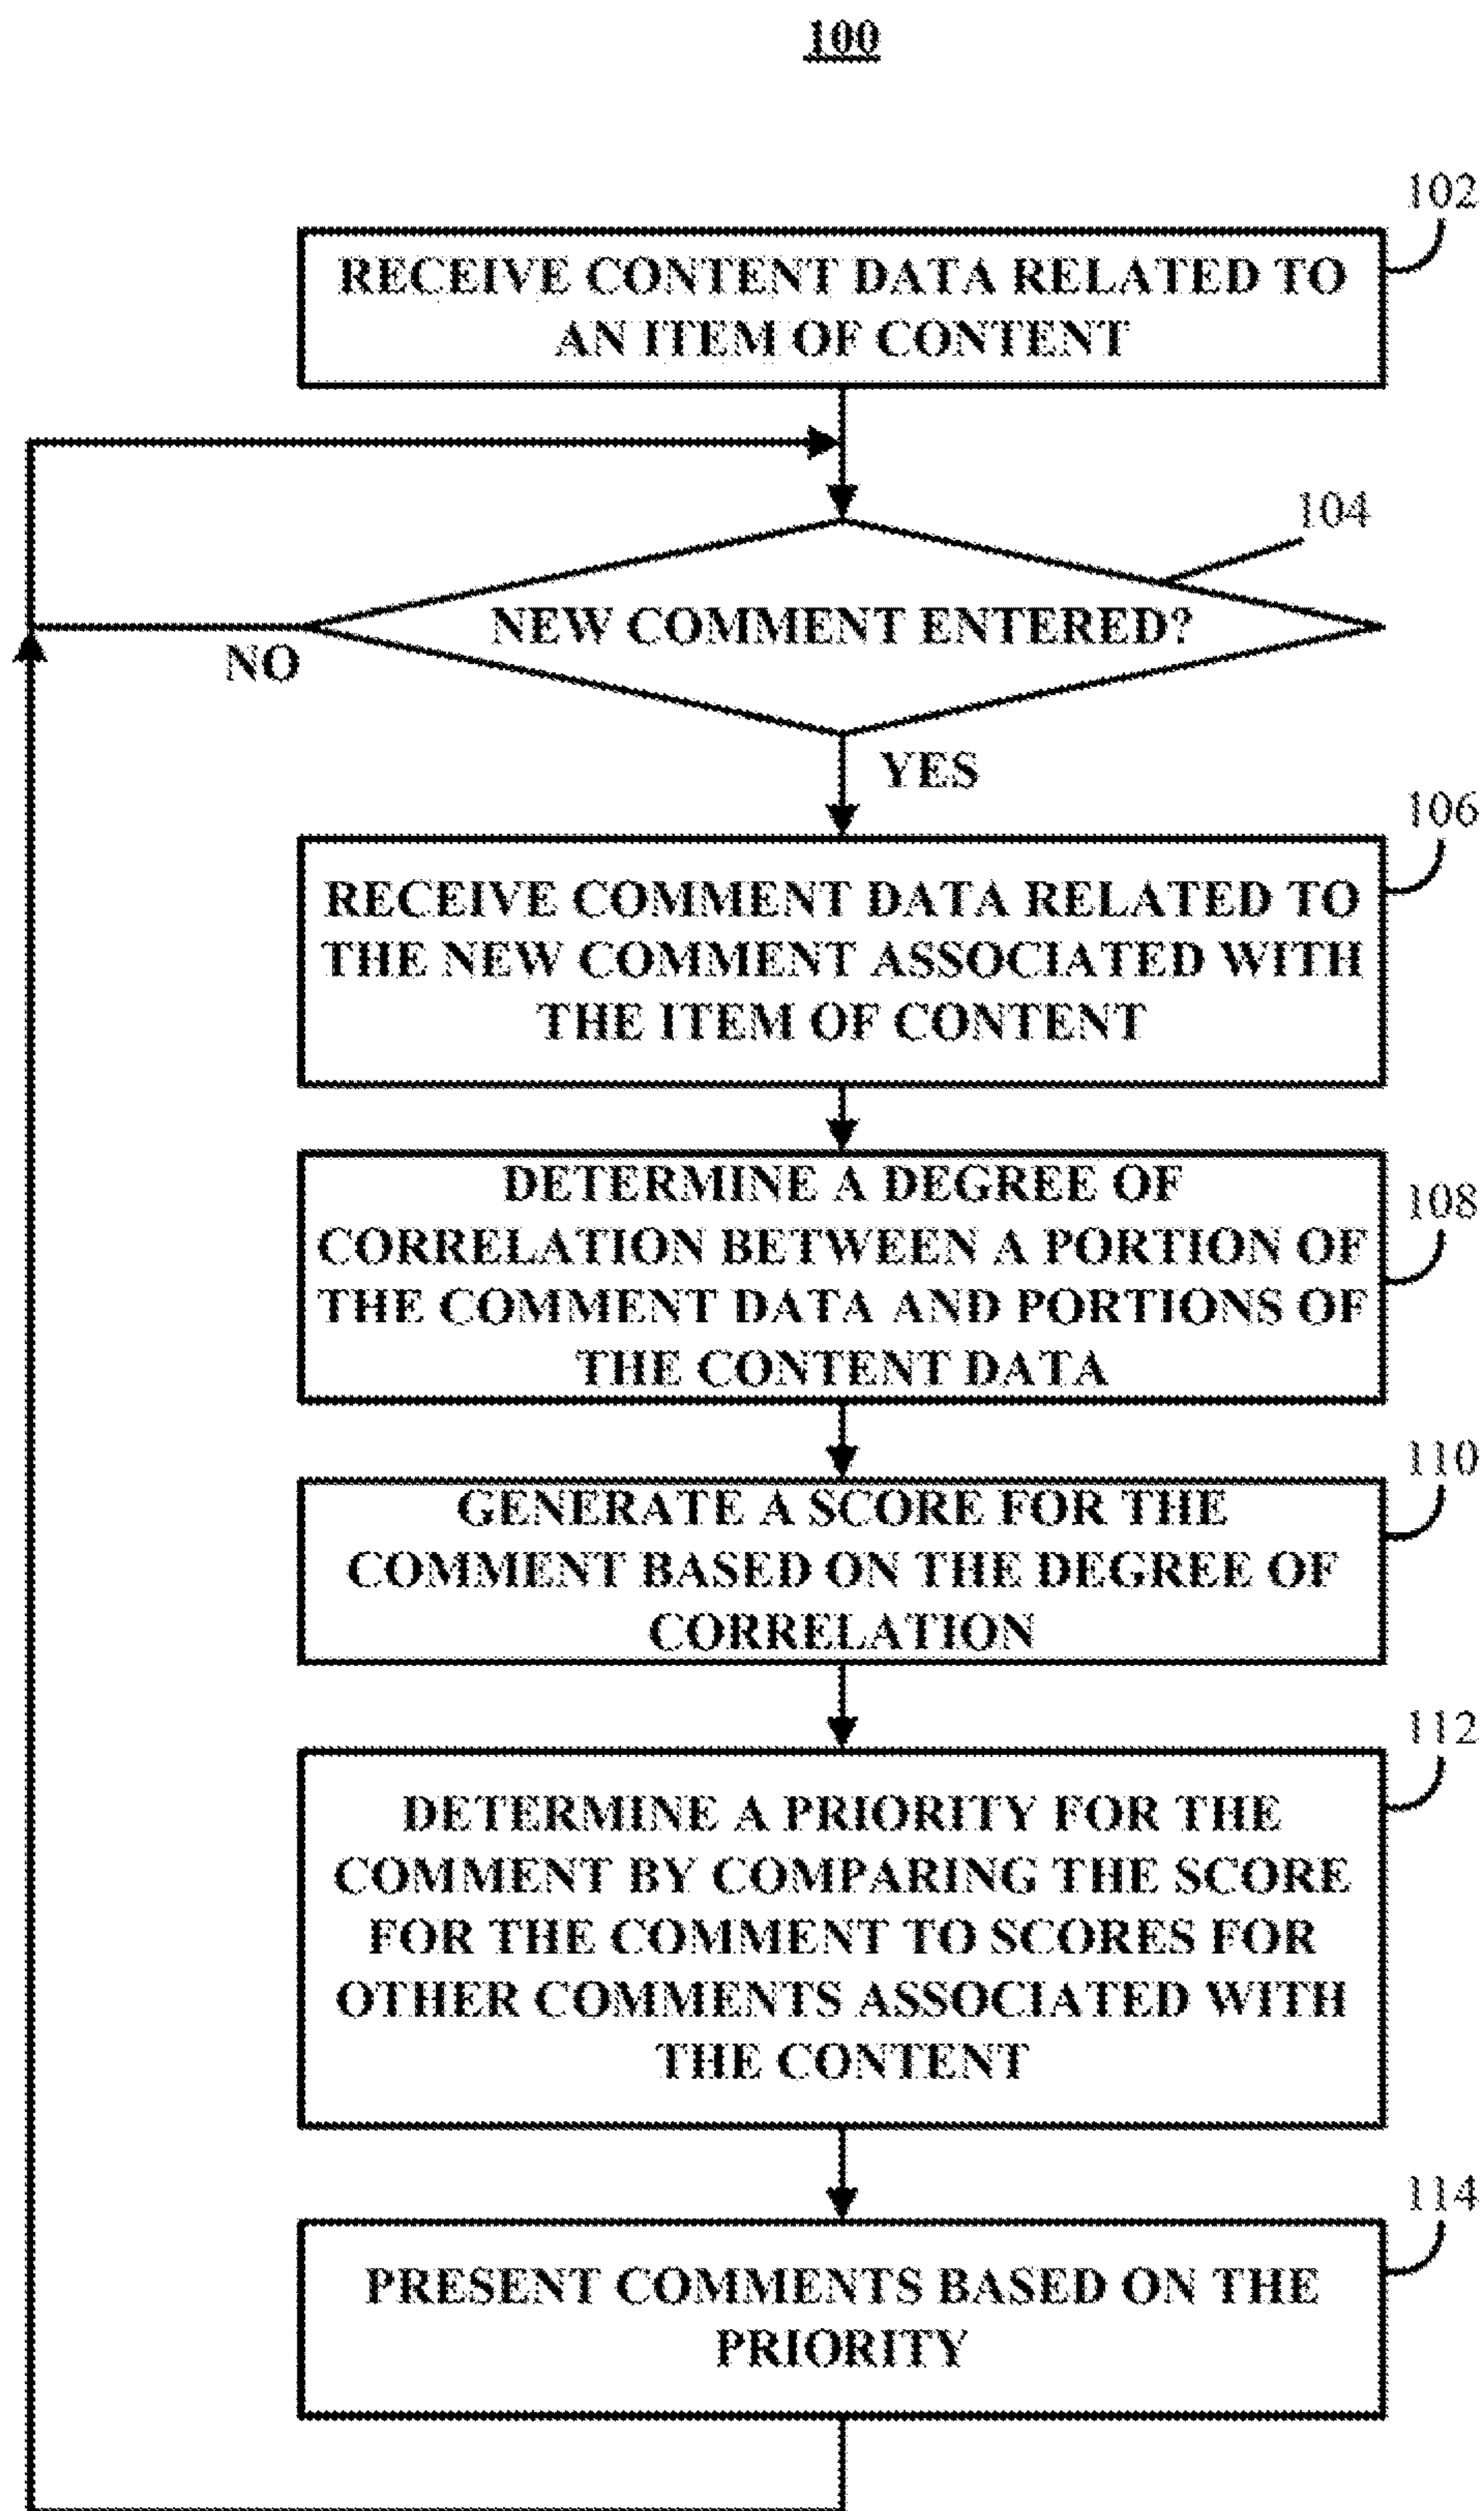 100
102
RECEIVE CONTENT DATA RELATED TO
AN ITEM OF CONTENT
104
NEW COMMENT ENTERED?
NO
YES
106
RECEIVE COMMENT DATA RELATED TO
THE NEW COMMENT ASSOCIATED WITH
THE ITEM OF CONTENT
108
DETERMINE A DEGREE OF
CORRELATION BETWEEN A PORTION OF
THE COMMENT DATA AND PORTIONS OF
THE CONTENT DATA
110
GENERATE A SCORE FOR THE
COMMENT BASED ON THE DEGREE OF
CORRELATION
112
DETERMINE A PRIORITY FOR THE
COMMENT BY COMPARING THE SCORE
FOR THE COMMENT TO SCORES FOR
OTHER COMMENTS ASSOCIATED WITH
THE CONTENT
114
PRESENT COMMENTS BASED ON THE
PRIORITY